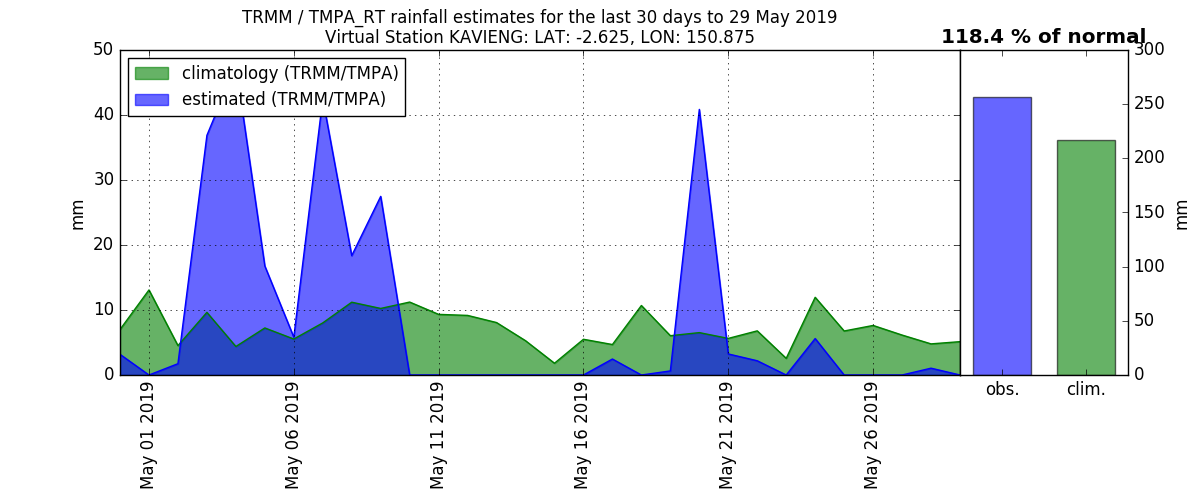 TRMM / TMPA_RT rainfall estimates for the last 30 days to 29 May 2019
Virtual Station KAVIENG: LAT: -2.625, LON: 150.875
118.4 % of normal
climatology (TRMM/TMPA)
estimated (TRMM/TMPA)
50
40
30
20
10
0
mm
May 01 2019
May 06 2019
May 11 2019
May 16 2019
May 21 2019
May 26 2019
obs.
clim.
300
250
200
150
100
50
0
mm